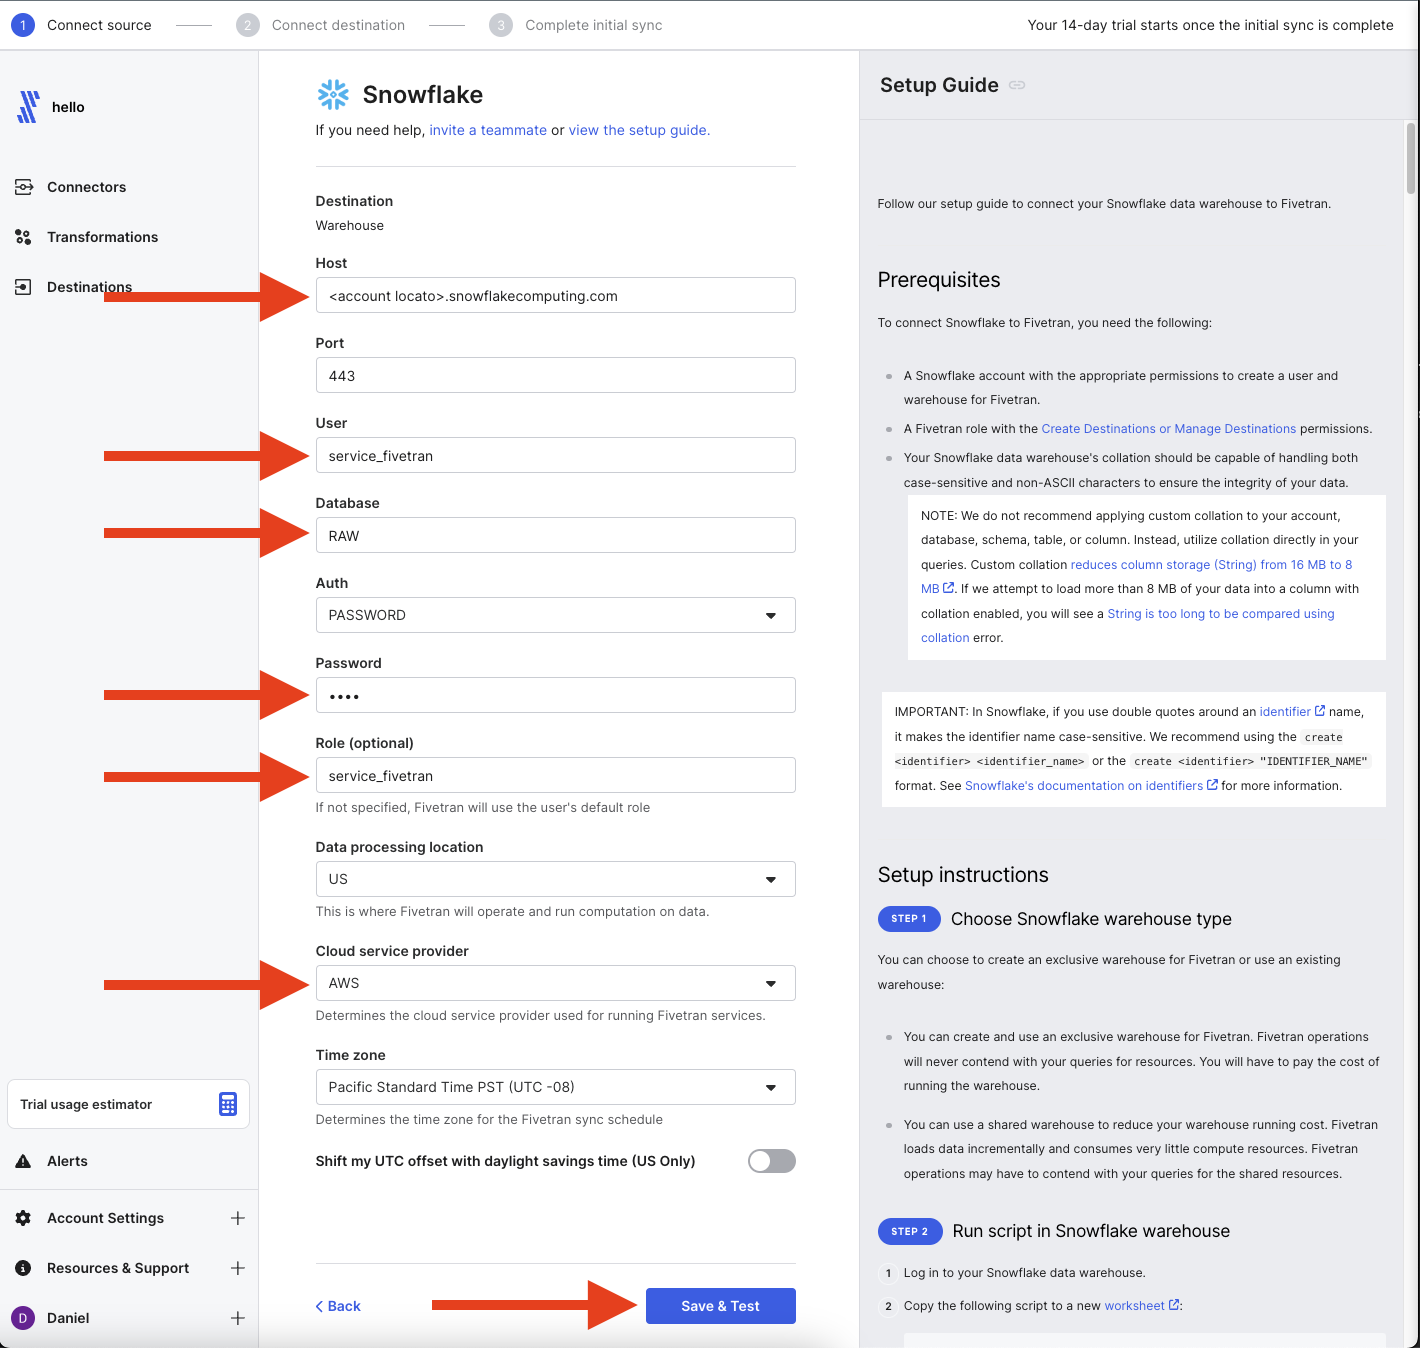 1 Connect source
2 Connect destination
3 Complete initial sync
Your 14-day trial starts once the initial sync is complete
hello
Connectors
Transformations
Destinations
Trial usage estimator
Alerts
Account Settings
Resources & Support
D Daniel
Snowflake
If you need help, invite a teammate or view the setup guide.
Destination
Warehouse
Host
<account locato>.snowflakecomputing.com
Port
443
User
service_fivetran
Database
RAW
Auth
PASSWORD
Password
••••
Role (optional)
service_fivetran
If not specified, Fivetran will use the user's default role
Data processing location
US
This is where Fivetran will operate and run computation on data.
Cloud service provider
AWS
Determines the cloud service provider used for running Fivetran services.
Time zone
Pacific Standard Time PST (UTC -08)
Determines the time zone for the Fivetran sync schedule
Shift my UTC offset with daylight savings time (US Only)
Back
Save & Test
Setup Guide
Follow our setup guide to connect your Snowflake data warehouse to Fivetran.
Prerequisites
To connect Snowflake to Fivetran, you need the following:
A Snowflake account with the appropriate permissions to create a user and
warehouse for Fivetran.
A Fivetran role with the Create Destinations or Manage Destinations permissions.
Your Snowflake data warehouse's collation should be capable of handling both
case-sensitive and non-ASCII characters to ensure the integrity of your data.
NOTE: We do not recommend applying custom collation to your account,
database, schema, table, or column. Instead, utilize collation directly in your
queries. Custom collation reduces column storage (String) from 16 MB to 8
MB. If we attempt to load more than 8 MB of your data into a column with
collation enabled, you will see a String is too long to be compared using
collation error.
IMPORTANT: In Snowflake, if you use double quotes around an identifier name,
it makes the identifier name case-sensitive. We recommend using the create
<identifier> <identifier_name> or the create <identifier> "IDENTIFIER_NAME"
format. See Snowflake's documentation on identifiers for more information.
Setup instructions
STEP 1 Choose Snowflake warehouse type
You can choose to create an exclusive warehouse for Fivetran or use an existing
warehouse:
You can create and use an exclusive warehouse for Fivetran. Fivetran operations
will never contend with your queries for resources. You will have to pay the cost of
running the warehouse.
You can use a shared warehouse to reduce your warehouse running cost. Fivetran
loads data incrementally and consumes very little compute resources. Fivetran
operations may have to contend with your queries for the shared resources.
STEP 2 Run script in Snowflake warehouse
1 Log in to your Snowflake data warehouse.
2 Copy the following script to a new worksheet: